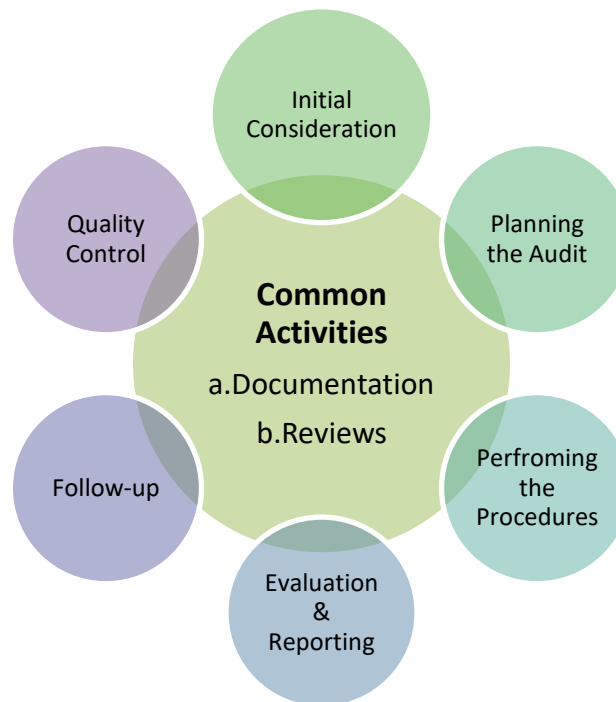 Initial
Consideration
Planning
the Audit
Perfroming
the
Procedures
Evaluation
&
Reporting
Follow-up
Quality
Control
Common
Activities
a.Documentation
b.Reviews